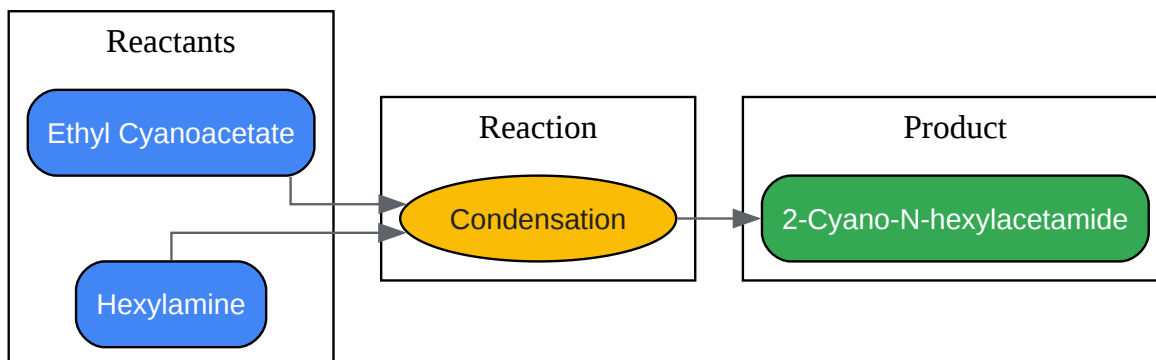 Reactants
Ethyl Cyanoacetate
Hexylamine
Reaction
Condensation
Product
2-Cyano-N-hexylacetamide